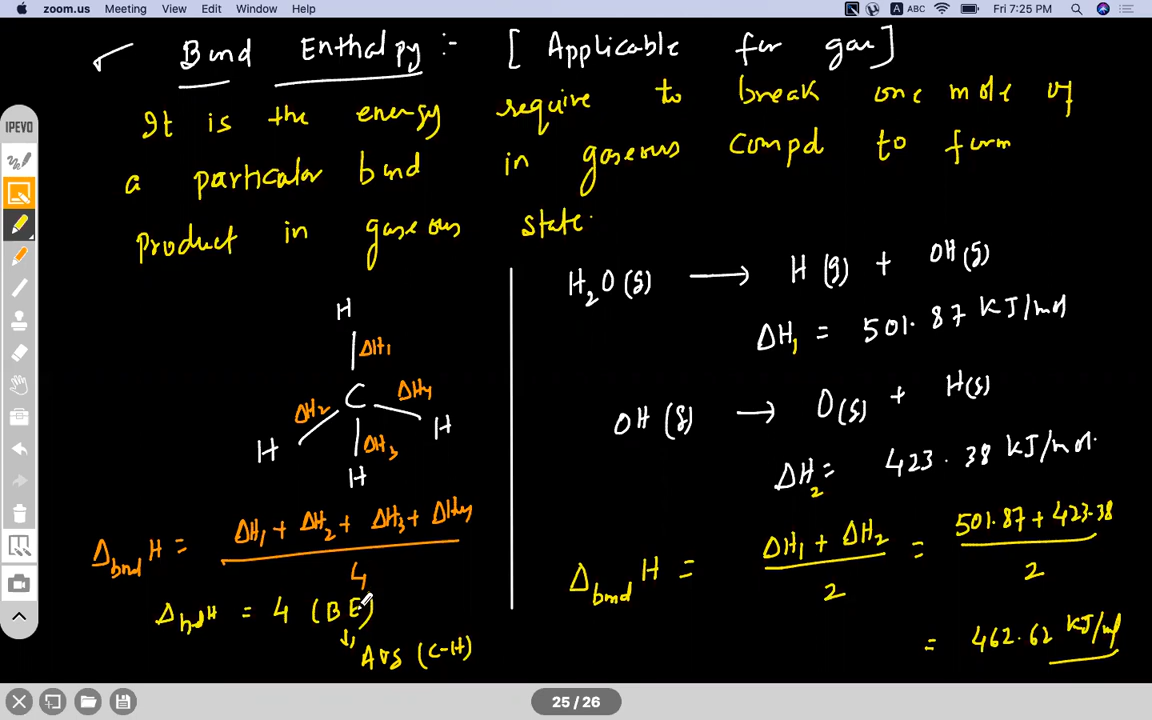 zoom.us Meeting View Edit Window Help A ABC Fri 7:25 PM
Bond Enthalpy :- [Applicable for gas]
It is the energy require to break one mole of
a particular bond in gaseous compd to form
product in gaseous state.
IPEVO
H
ΔH1
C
ΔH2
ΔH4
H
ΔH3
H
H
ΔbondH = ΔH1 + ΔH2 + ΔH3 + ΔH4
4
ΔbdH = 4 (BE)
↓
Avg (C-H)
H2O(g) → H(g) + OH(g)
ΔH1 = 501.87 KJ/mol
OH(g) → O(g) + H(g)
ΔH2 = 423.38 KJ/mol.
ΔbondH = ΔH1 + ΔH2 / 2 = 501.87 + 423.38 / 2
= 462.62 KJ/mol
25 / 26